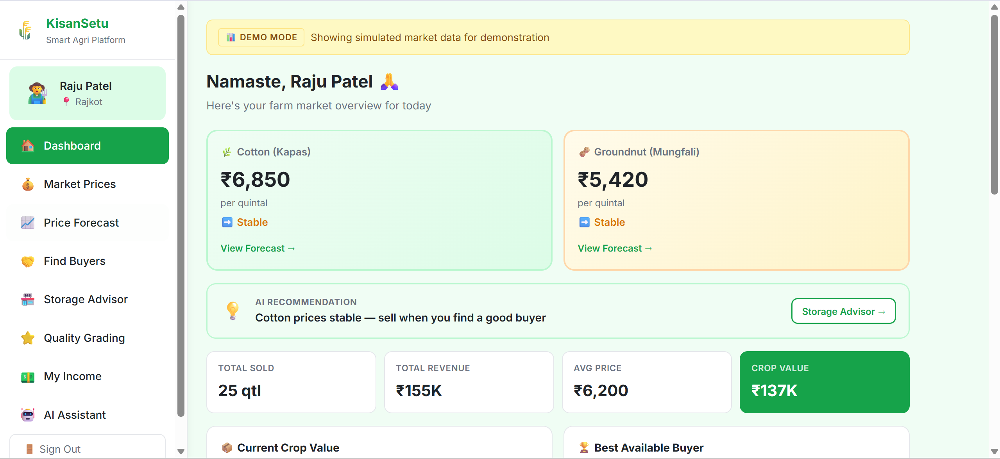 KisanSetu
Smart Agri Platform
Raju Patel
Rajkot
Dashboard
Market Prices
Price Forecast
Find Buyers
Storage Advisor
Quality Grading
My Income
AI Assistant
Sign Out
DEMO MODE Showing simulated market data for demonstration
Namaste, Raju Patel
Here's your farm market overview for today
Cotton (Kapas)
₹6,850
per quintal
Stable
View Forecast →
Groundnut (Mungfali)
₹5,420
per quintal
Stable
View Forecast →
AI RECOMMENDATION
Cotton prices stable — sell when you find a good buyer
Storage Advisor →
TOTAL SOLD
25 qtl
TOTAL REVENUE
₹155K
AVG PRICE
₹6,200
CROP VALUE
₹137K
Current Crop Value
Best Available Buyer